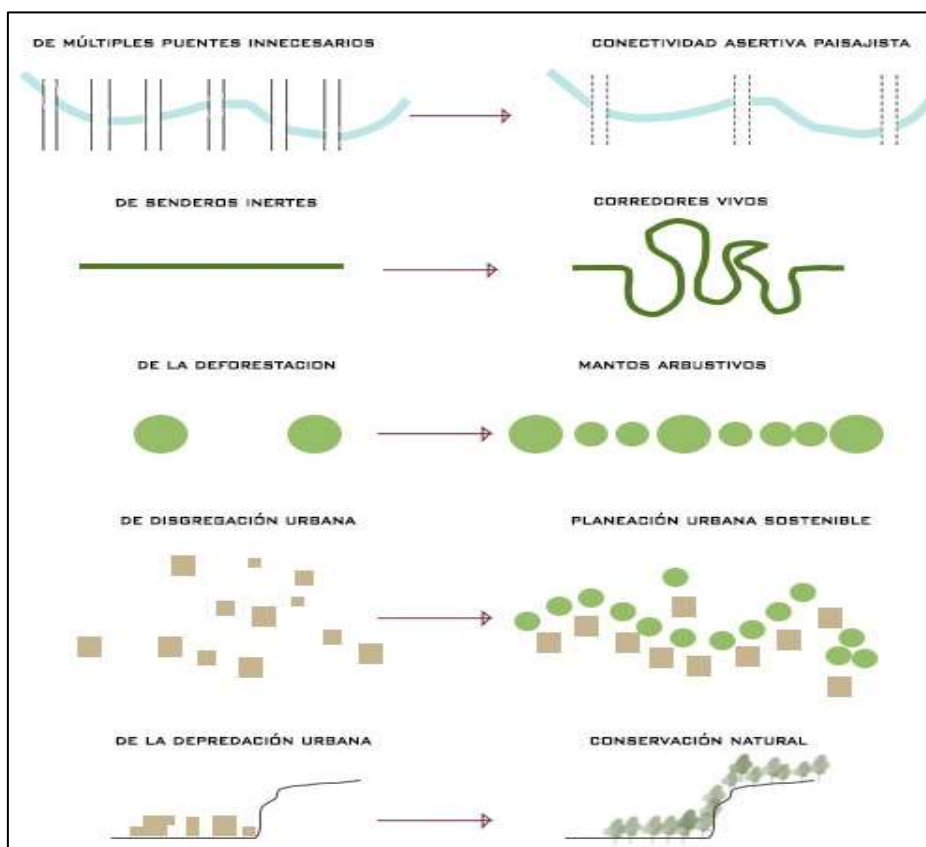 DE MÚLTIPLES PUENTES INNECESARIOS
CONECTIVIDAD ASERTIVA PAISAJISTA
DE SENDEROS INERTES
CORREDORES VIVOS
DE LA DEFORESTACION
MANTOS ARBUSTIVOS
DE DISGREGACIÓN URBANA
PLANEACIÓN URBANA SOSTENIBLE
DE LA DEPREDACIÓN URBANA
CONSERVACIÓN NATURAL